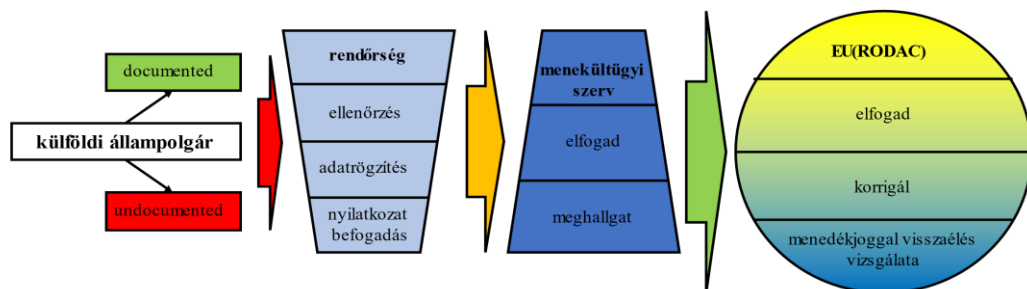 documented
külföldi állampolgár
undocumented
rendőrség
ellenőrzés
adatrögzítés
nyilatkozat
befogadás
menekültügyi
szerv
elfogad
meghallgat
EU(RODAC)
elfogad
korrigál
menedékjoggal visszaélés
vizsgálata